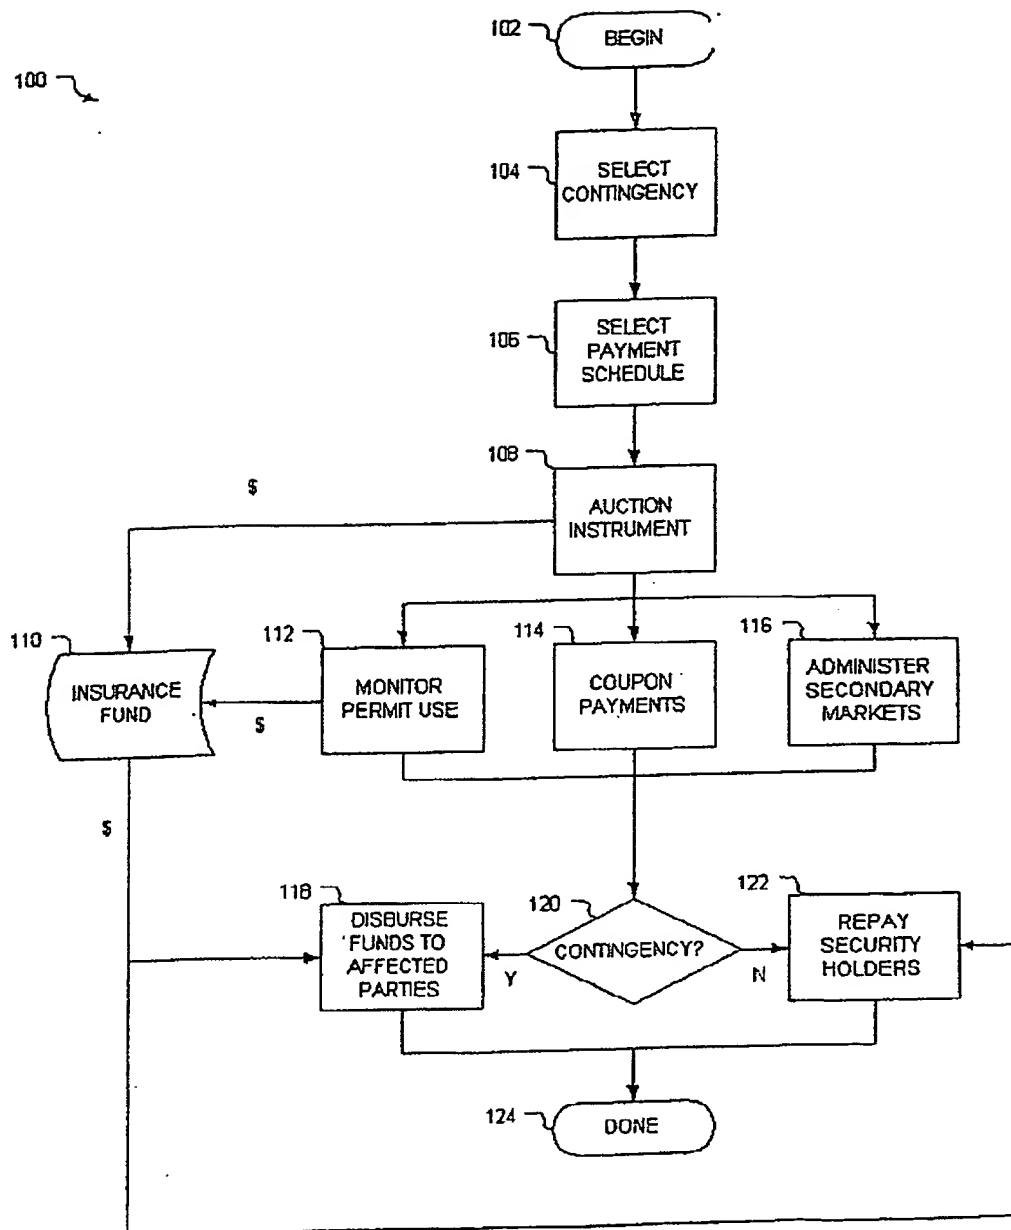 102
BEGIN
100
104
SELECT
CONTINGENCY
106
SELECT
PAYMENT
SCHEDULE
108
$
AUCTION
INSTRUMENT
110
INSURANCE
FUND
112
MONITOR
PERMIT USE
$
114
COUPON
PAYMENTS
116
ADMINISTER
SECONDARY
MARKETS
$
118
DISBURSE
FUNDS TO
AFFECTED
PARTIES
120
CONTINGENCY?
Y
N
122
REPAY
SECURITY
HOLDERS
124
DONE